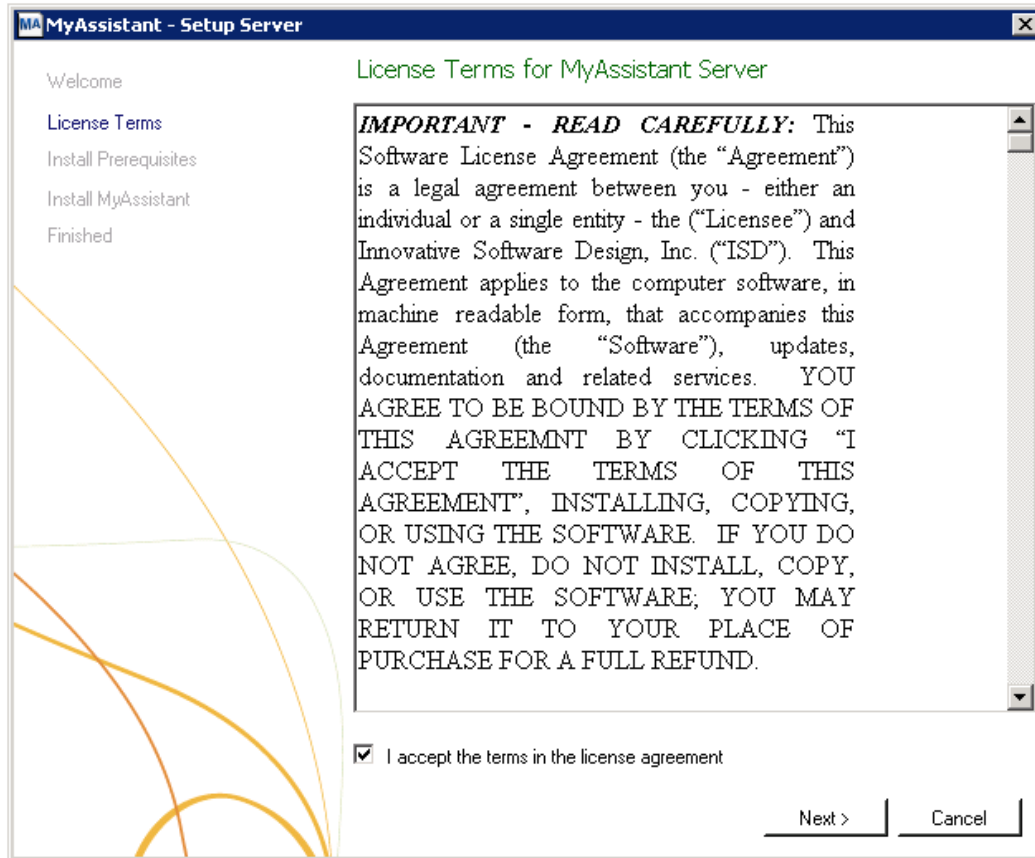 MA MyAssistant - Setup Server
Welcome
License Terms
Install Prerequisites
Install MyAssistant
Finished
License Terms for MyAssistant Server
IMPORTANT - READ CAREFULLY: This
Software License Agreement (the “Agreement”)
is a legal agreement between you - either an
individual or a single entity - the (“Licensee”) and
Innovative Software Design, Inc. (“ISD”). This
Agreement applies to the computer software, in
machine readable form, that accompanies this
Agreement (the “Software”), updates,
documentation and related services. YOU
AGREE TO BE BOUND BY THE TERMS OF
THIS AGREEMNT BY CLICKING “I
ACCEPT THE TERMS OF THIS
AGREEMENT”, INSTALLING, COPYING,
OR USING THE SOFTWARE. IF YOU DO
NOT AGREE, DO NOT INSTALL, COPY,
OR USE THE SOFTWARE; YOU MAY
RETURN IT TO YOUR PLACE OF
PURCHASE FOR A FULL REFUND.
I accept the terms in the license agreement
Next >
Cancel